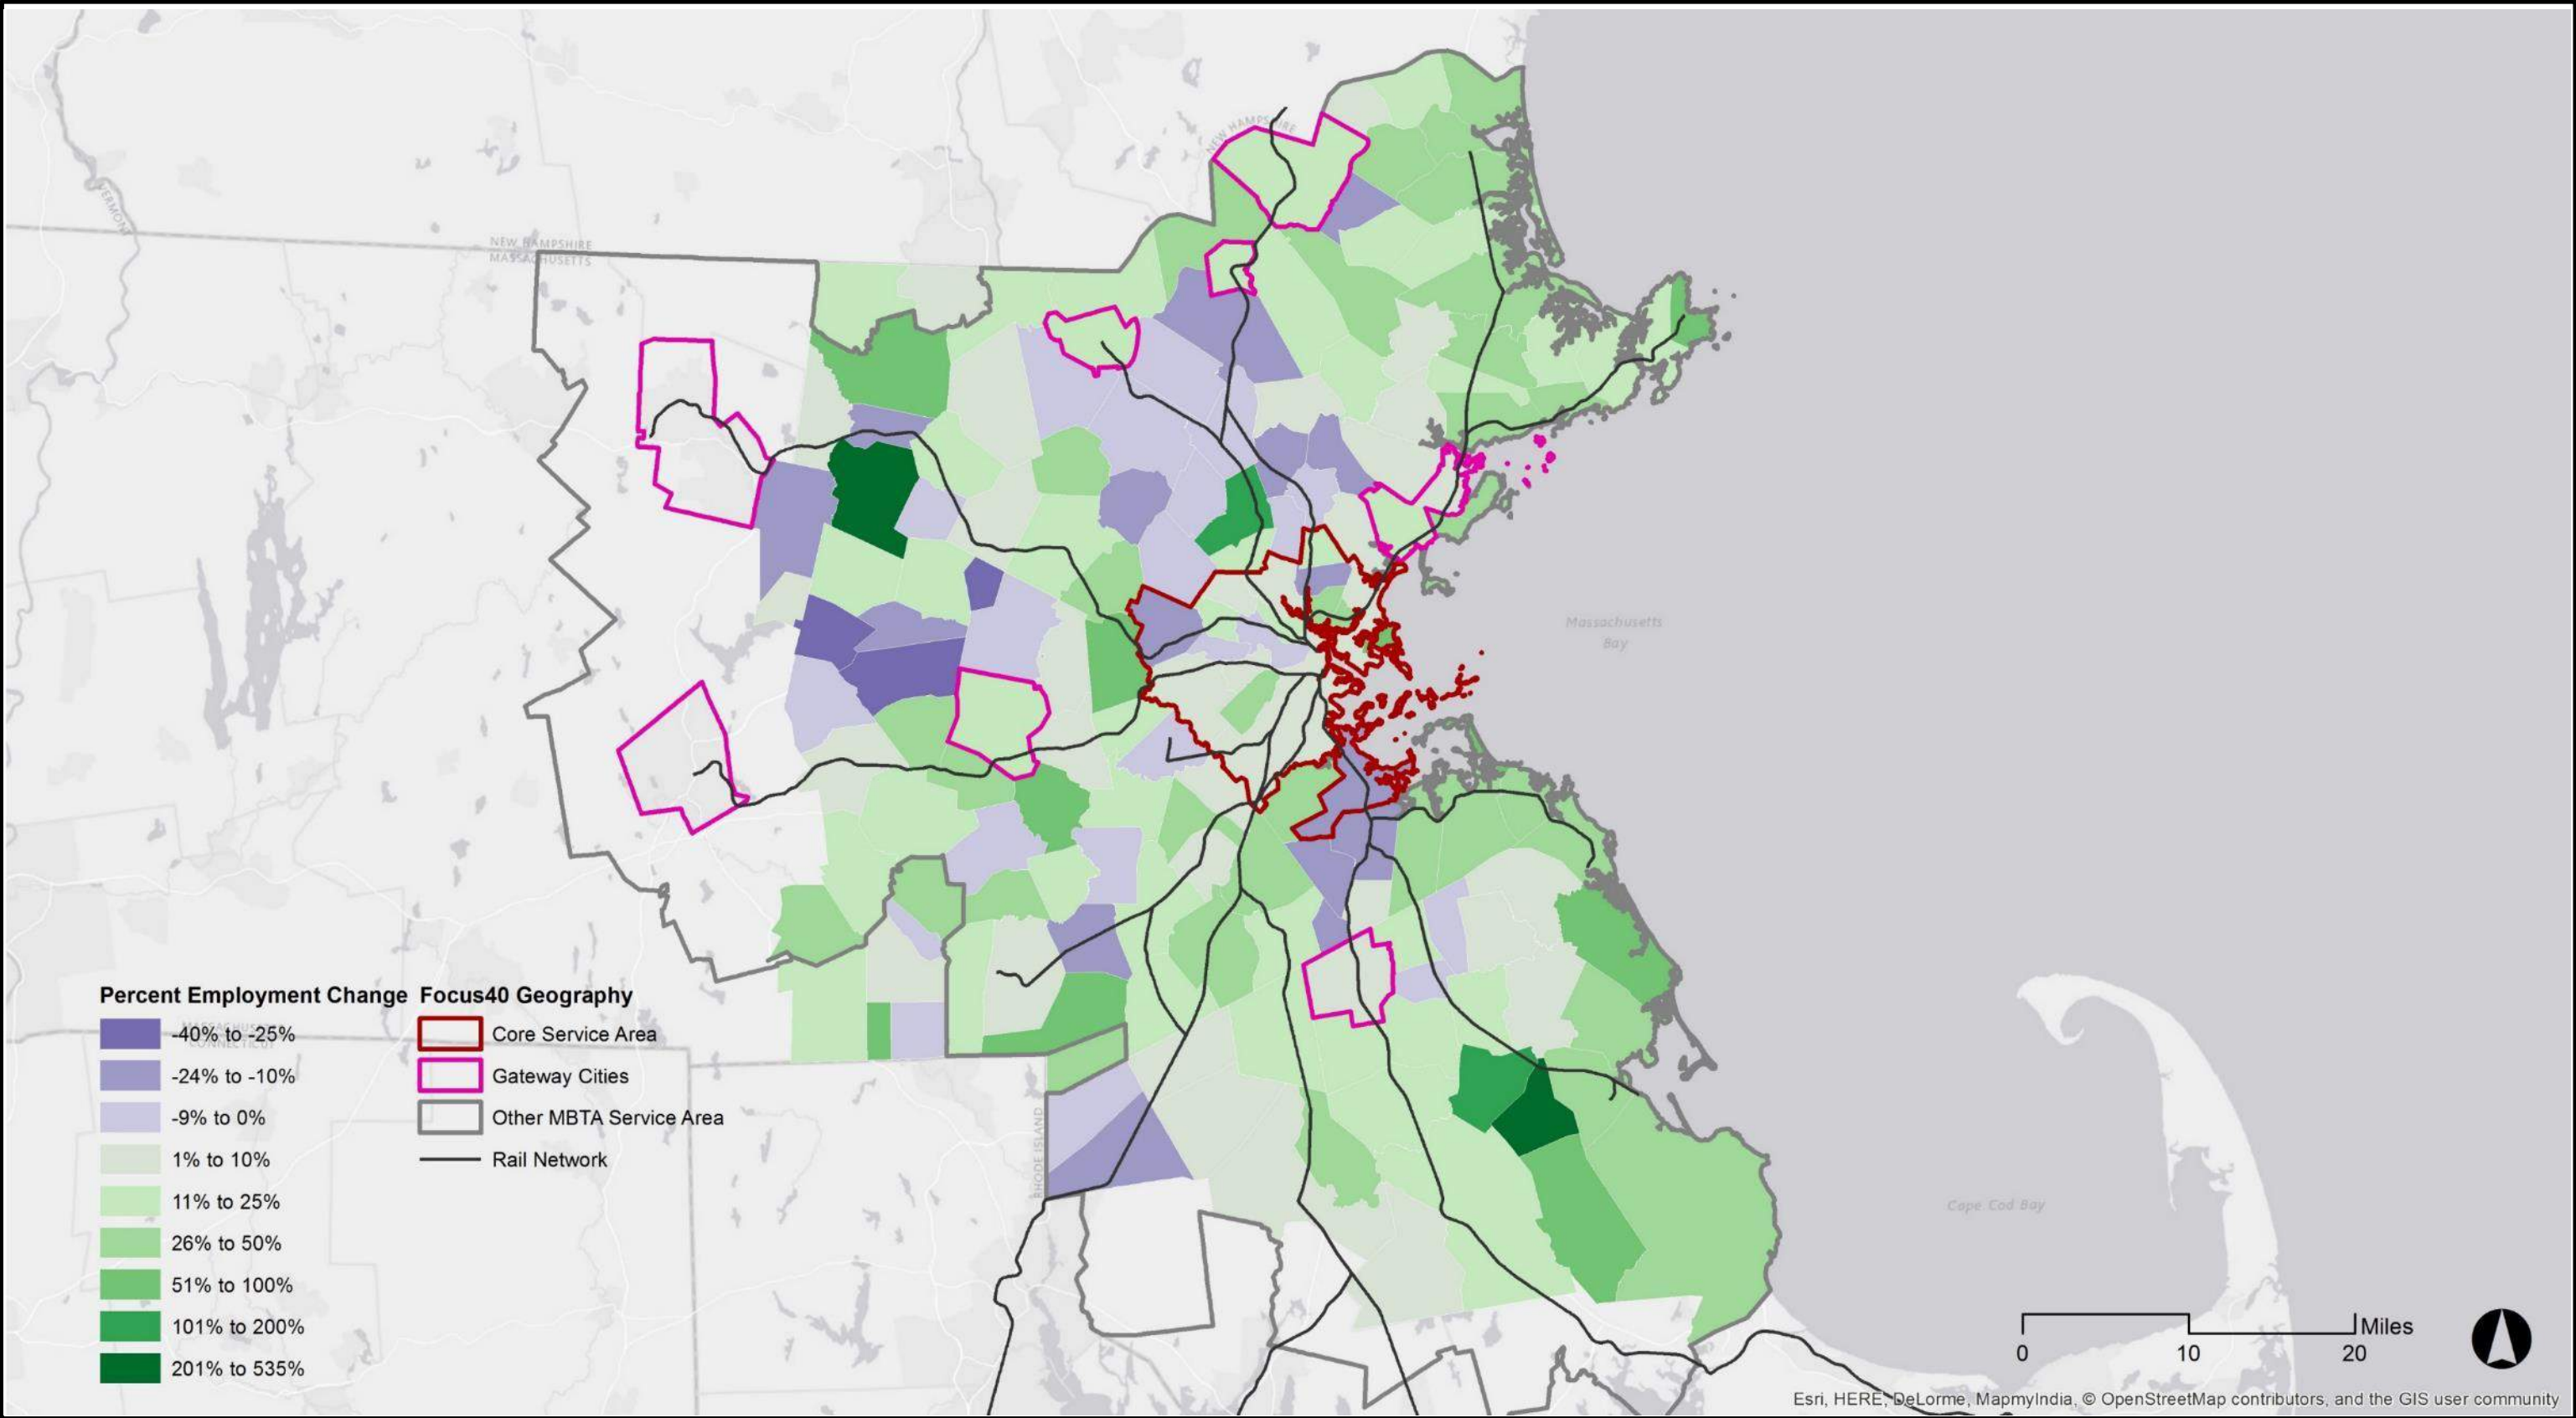 NEW HAMPSHIRE
VERMONT
NEW HAMPSHIRE
MASSACHUSETTS
Massachusetts
Bay
Percent Employment Change
-40% to -25%
-24% to -10%
-9% to 0%
1% to 10%
11% to 25%
26% to 50%
51% to 100%
101% to 200%
201% to 535%
MASSACHUSETTS
CONNECTICUT
Focus40 Geography
Core Service Area
Gateway Cities
Other MBTA Service Area
Rail Network
RHODE ISLAND
Cape Cod Bay
Miles
0 10 20
Esri, HERE, DeLorme, MapmyIndia, © OpenStreetMap contributors, and the GIS user community